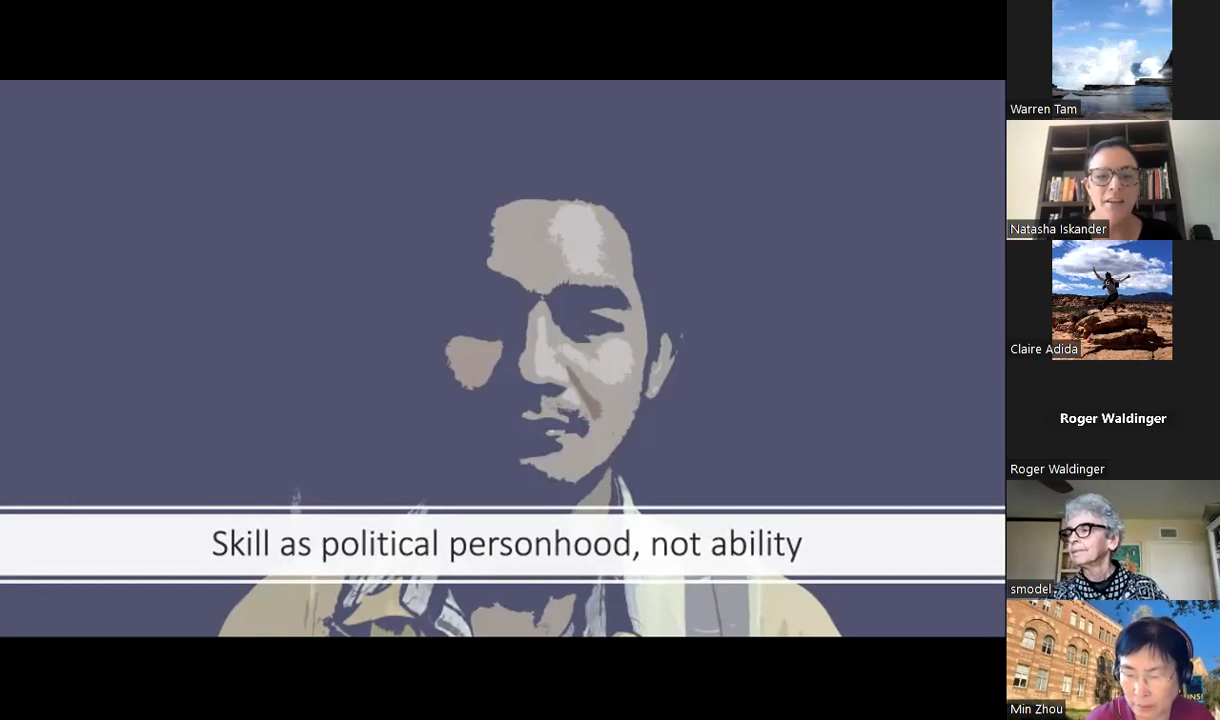 Skill as political personhood, not ability
Warren Tam
Natasha Iskander
Claire Adida
Roger Waldinger
Roger Waldinger
smodel
Min Zhou